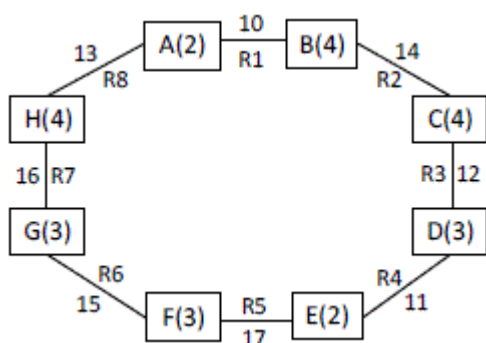 10
A(2) B(4)
R1
13 14
R8 R2
H(4) C(4)
16 R7 R3 12
G(3) D(3)
R6 R4
15 11
F(3) R5 E(2)
17